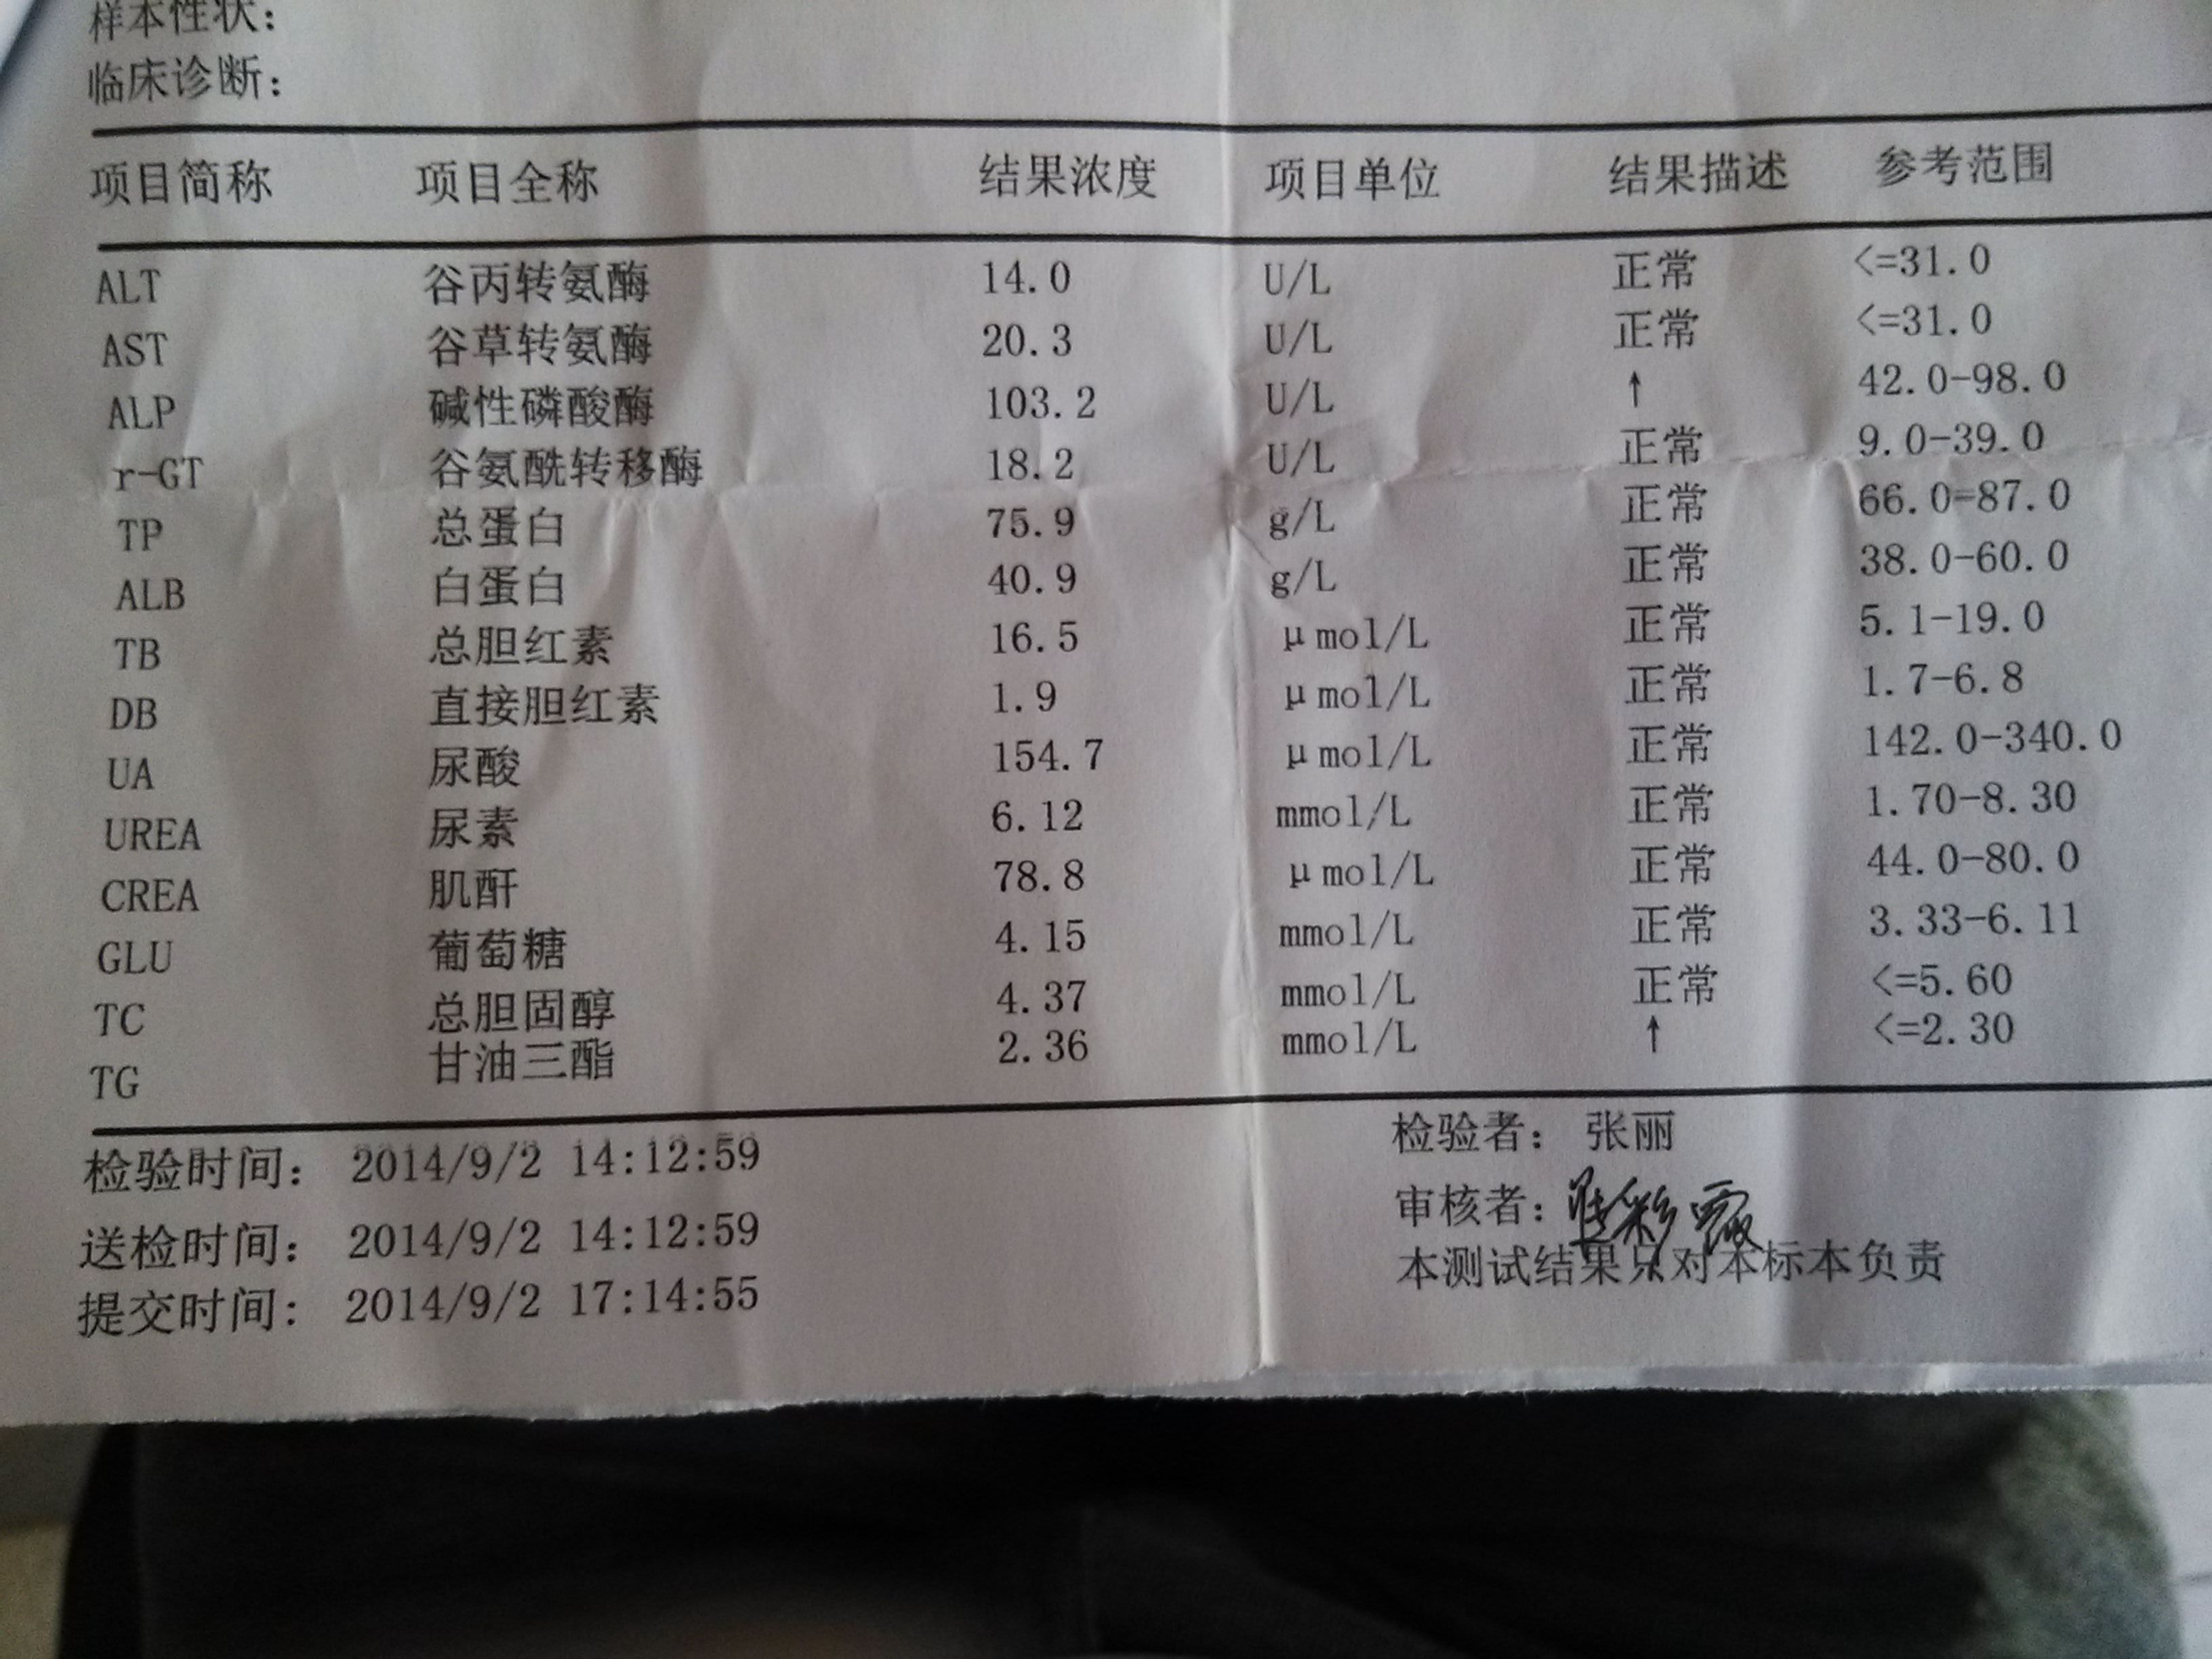 样本性状：
临床诊断：
项目简称 项目全称 结果浓度 项目单位 结果描述 参考范围
ALT 谷丙转氨酶 14.0 U/L 正常 <=31.0
AST 谷草转氨酶 20.3 U/L 正常 <=31.0
ALP 碱性磷酸酶 103.2 U/L ↑ 42.0-98.0
r-GT 谷氨酰转移酶 18.2 U/L 正常 9.0-39.0
TP 总蛋白 75.9 g/L 正常 66.0-87.0
ALB 白蛋白 40.9 g/L 正常 38.0-60.0
TB 总胆红素 16.5 μmol/L 正常 5.1-19.0
DB 直接胆红素 1.9 μmol/L 正常 1.7-6.8
UA 尿酸 154.7 μmol/L 正常 142.0-340.0
UREA 尿素 6.12 mmol/L 正常 1.70-8.30
CREA 肌酐 78.8 μmol/L 正常 44.0-80.0
GLU 葡萄糖 4.15 mmol/L 正常 3.33-6.11
TC 总胆固醇 4.37 mmol/L 正常 <=5.60
TG 甘油三酯 2.36 mmol/L ↑ <=2.30
检验时间： 2014/9/2 14:12:59 检验者： 张丽
送检时间： 2014/9/2 14:12:59 审核者：
提交时间： 2014/9/2 17:14:55 本测试结果只对本标本负责